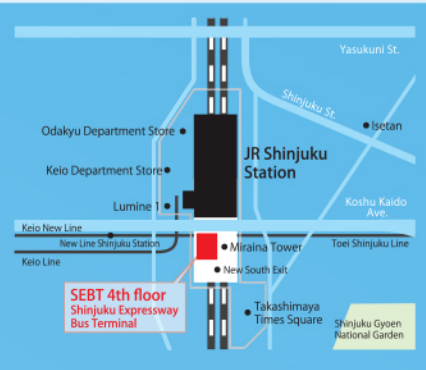 Yasukuni St.
Shinjuku St.
Isetan
Odakyu Department Store
JR Shinjuku
Station
Keio Department Store
Lumine 1
Koshu Kaido
Ave.
Keio New Line
New Line Shinjuku Station
Miraina Tower
Toei Shinjuku Line
Keio Line
New South Exit
SEBT 4th floor
Shinjuku Expressway
Bus Terminal
Takashimaya
Times Square
Shinjuku Gyoen
National Garden